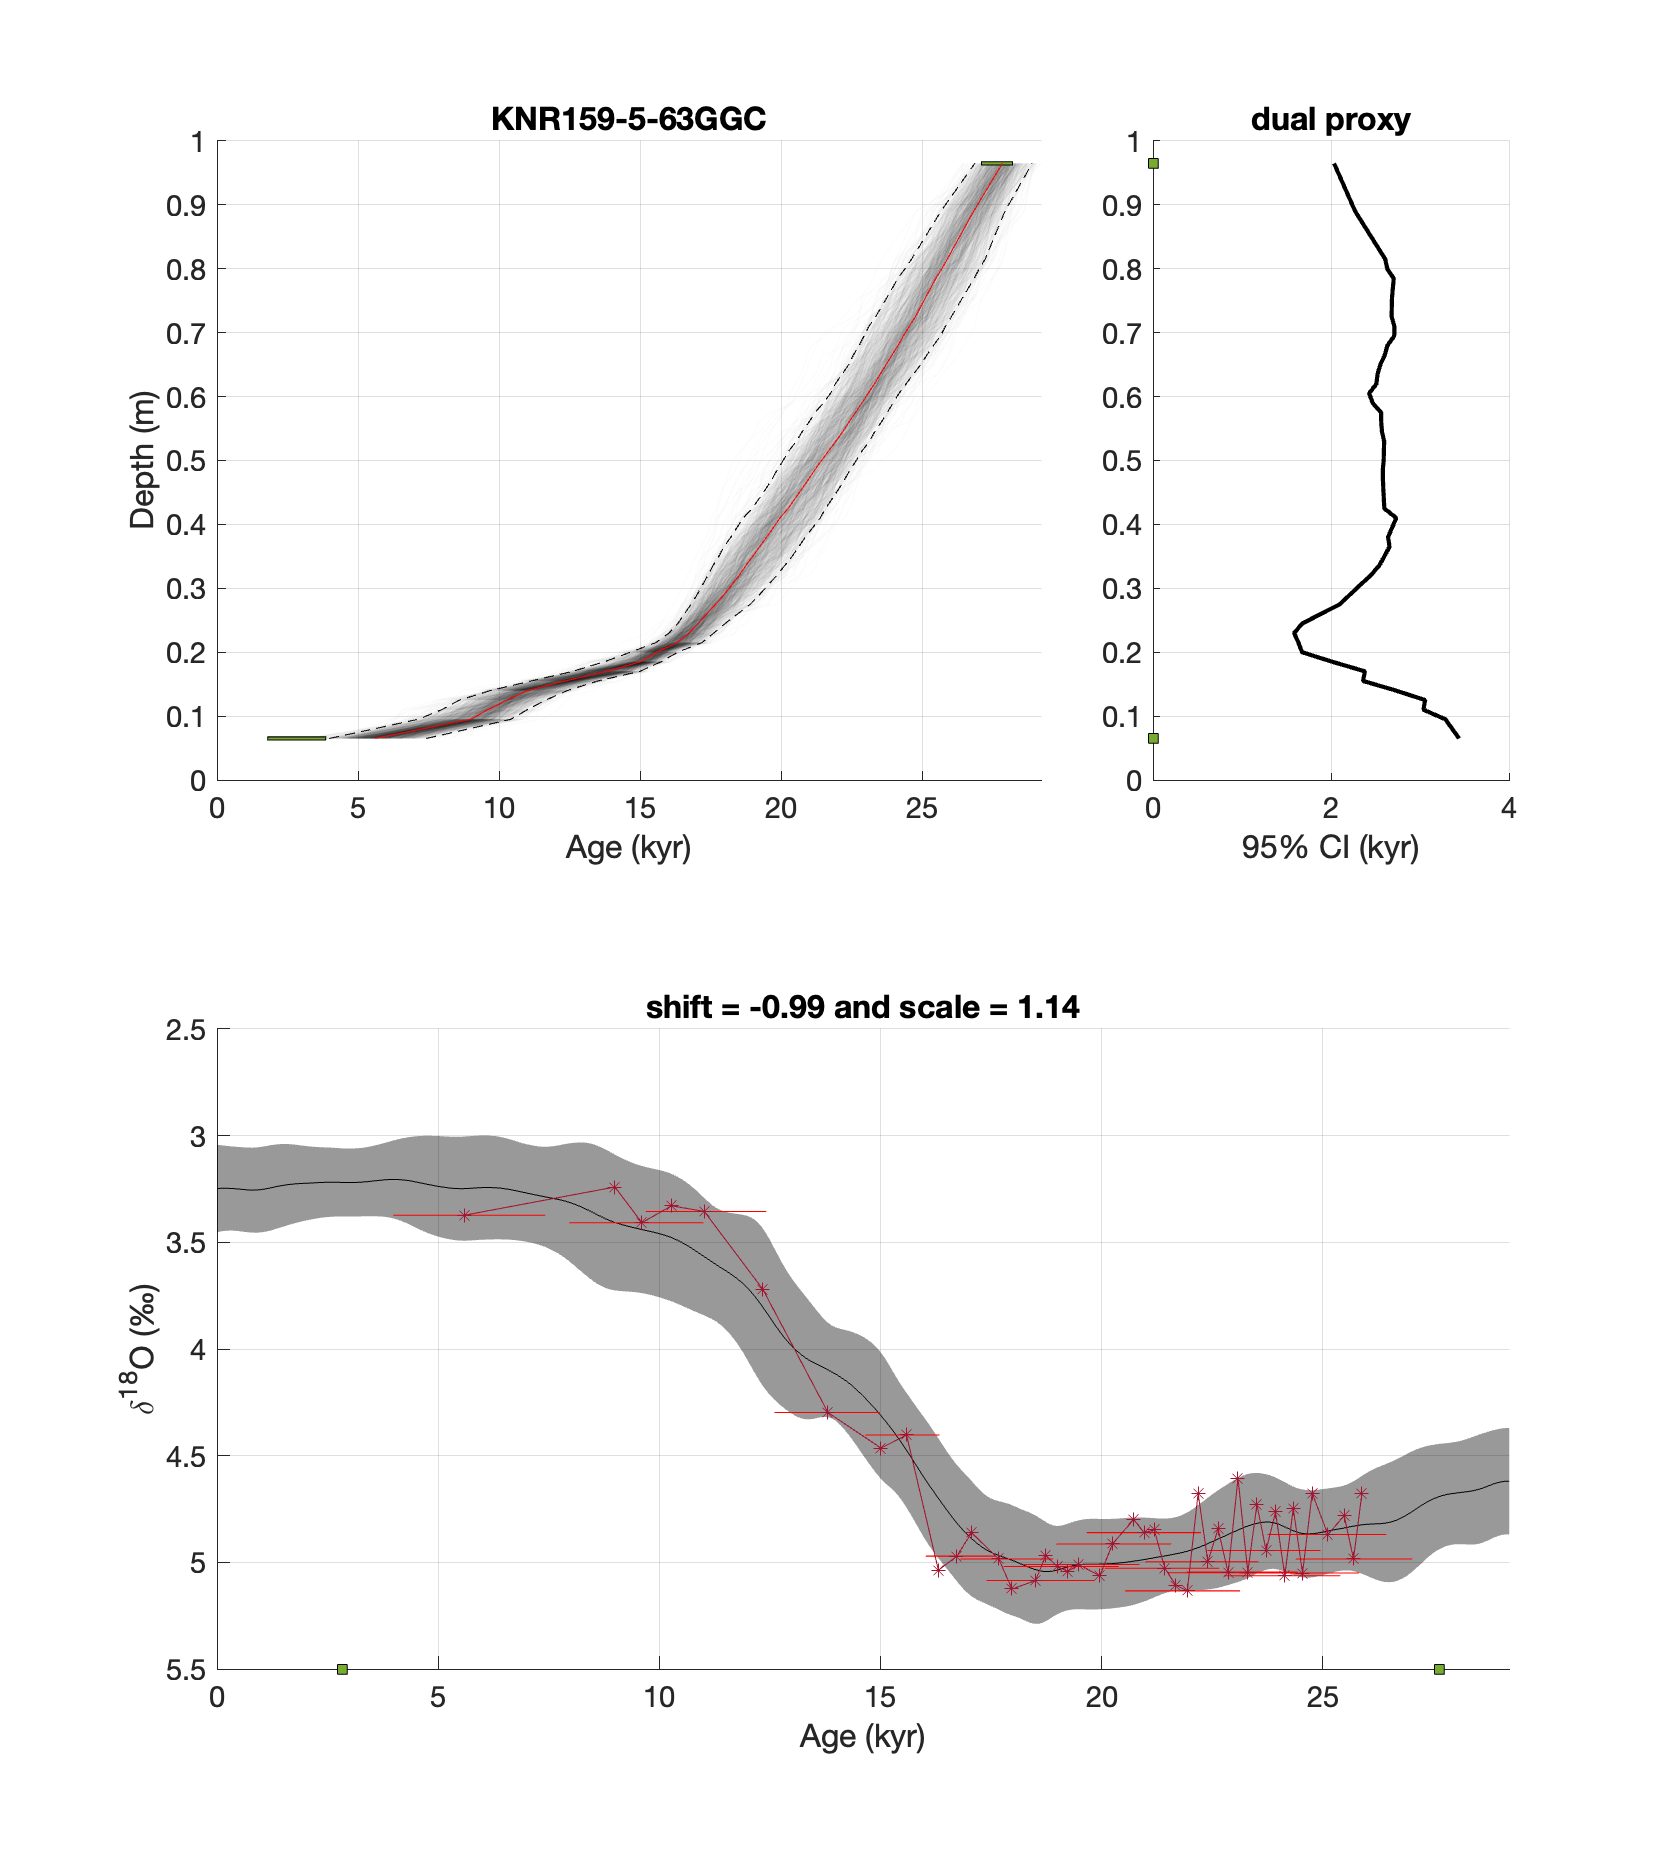 KNR159-5-63GGC
dual proxy
1
0.9
0.8
0.7
0.6
0.5
0.4
0.3
0.2
0.1
0
Depth (m)
0 5 10 15 20 25
Age (kyr)
1
0.9
0.8
0.7
0.6
0.5
0.4
0.3
0.2
0.1
0
0 2 4
95% CI (kyr)
shift = -0.99 and scale = 1.14
2.5
3
3.5
4
4.5
5
5.5
δ¹⁸O (‰)
0 5 10 15 20 25
Age (kyr)